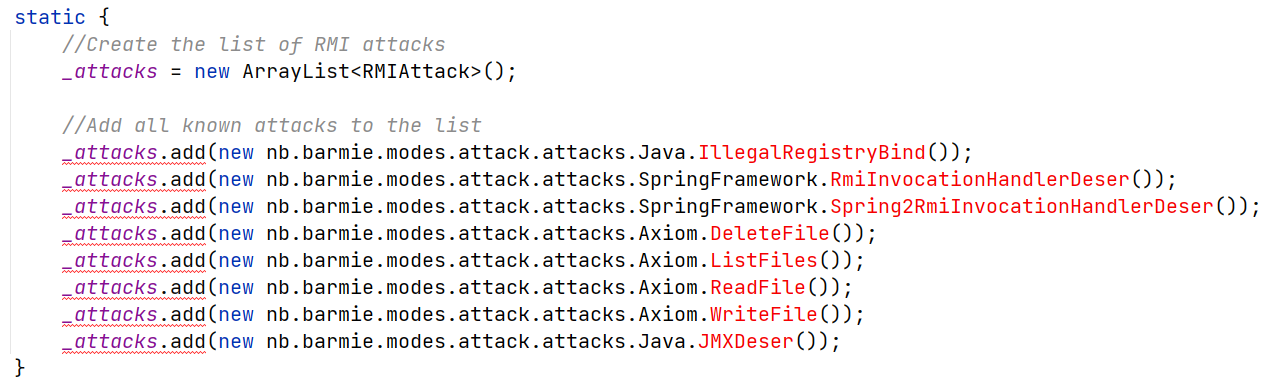 static {
    //Create the list of RMI attacks
    _attacks = new ArrayList<RMIAttack>();

    //Add all known attacks to the list
    _attacks.add(new nb.barmie.modes.attack.attacks.Java.IllegalRegistryBind());
    _attacks.add(new nb.barmie.modes.attack.attacks.SpringFramework.RmiInvocationHandlerDeser());
    _attacks.add(new nb.barmie.modes.attack.attacks.SpringFramework.Spring2RmiInvocationHandlerDeser());
    _attacks.add(new nb.barmie.modes.attack.attacks.Axiom.DeleteFile());
    _attacks.add(new nb.barmie.modes.attack.attacks.Axiom.ListFiles());
    _attacks.add(new nb.barmie.modes.attack.attacks.Axiom.ReadFile());
    _attacks.add(new nb.barmie.modes.attack.attacks.Axiom.WriteFile());
    _attacks.add(new nb.barmie.modes.attack.attacks.Java.JMXDeser());
}